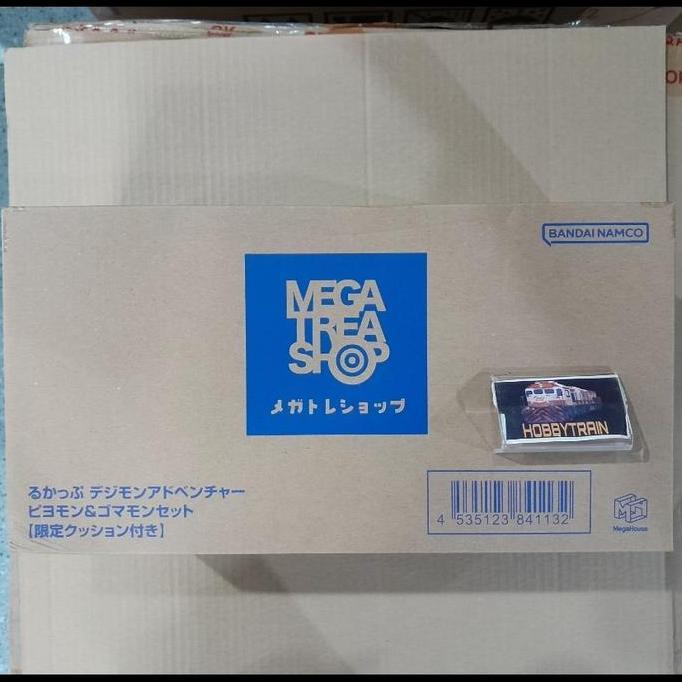 BANDAI NAMCO
MEGA
TREA
SHOP
メガトレショップ
HOBBYTRAIN
るかっぷ デジモンアドベンチャー
ピヨモン&ゴマモンセット
【限定クッション付き】
4 535123 841132
MegaHouse